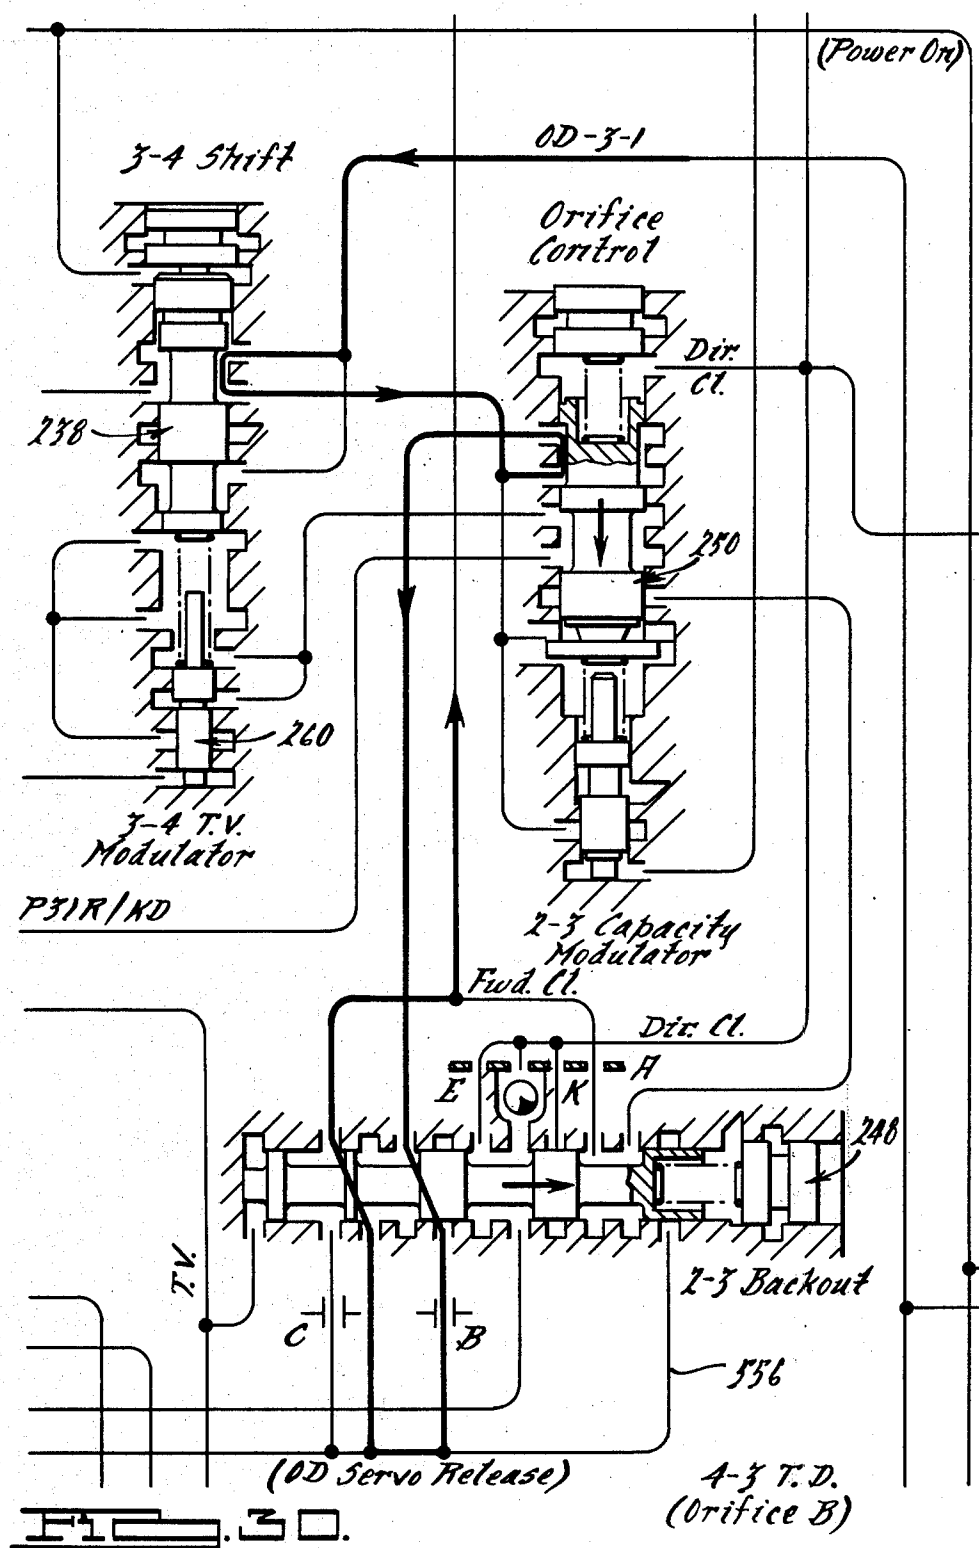 (Power On)
OD-3-1
3-4 Shift
Orifice
Control
Dir.
Cl.
238
250
260
3-4 T.V.
Modulator
P31R/KD
2-3 Capacity
Modulator
Fwd. Cl.
Dir. Cl.
E
K
A
248
T.V.
2-3 Backout
C
B
556
(OD Servo Release)
4-3 T.D.
(Orifice B)
FIG. 30.